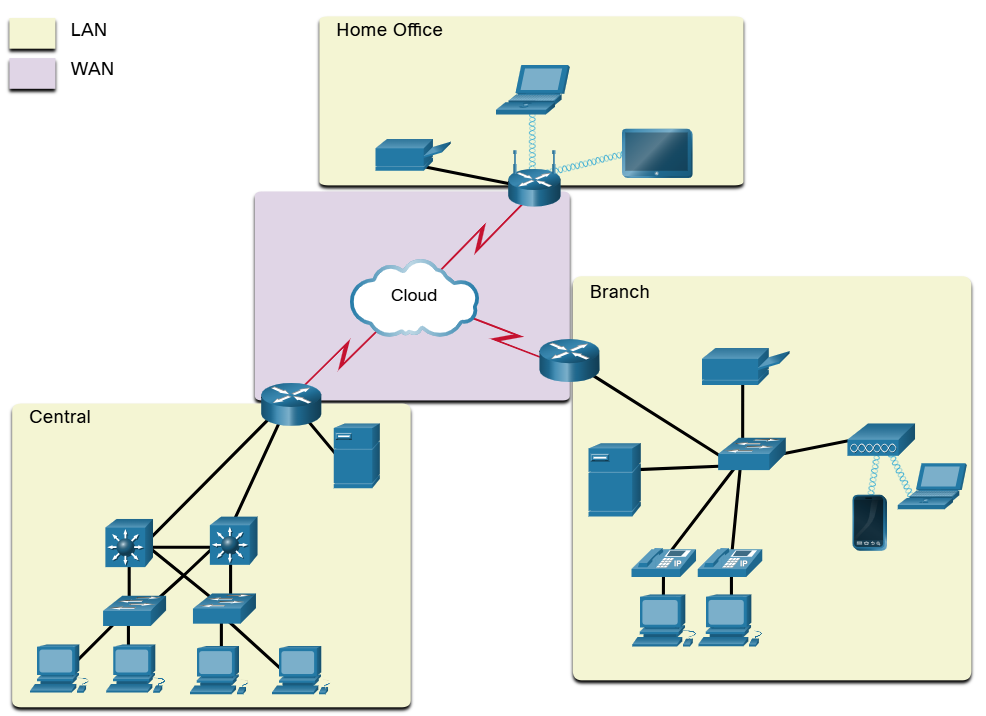 LAN
WAN
Home Office
Cloud
Branch
Central
IP
IP